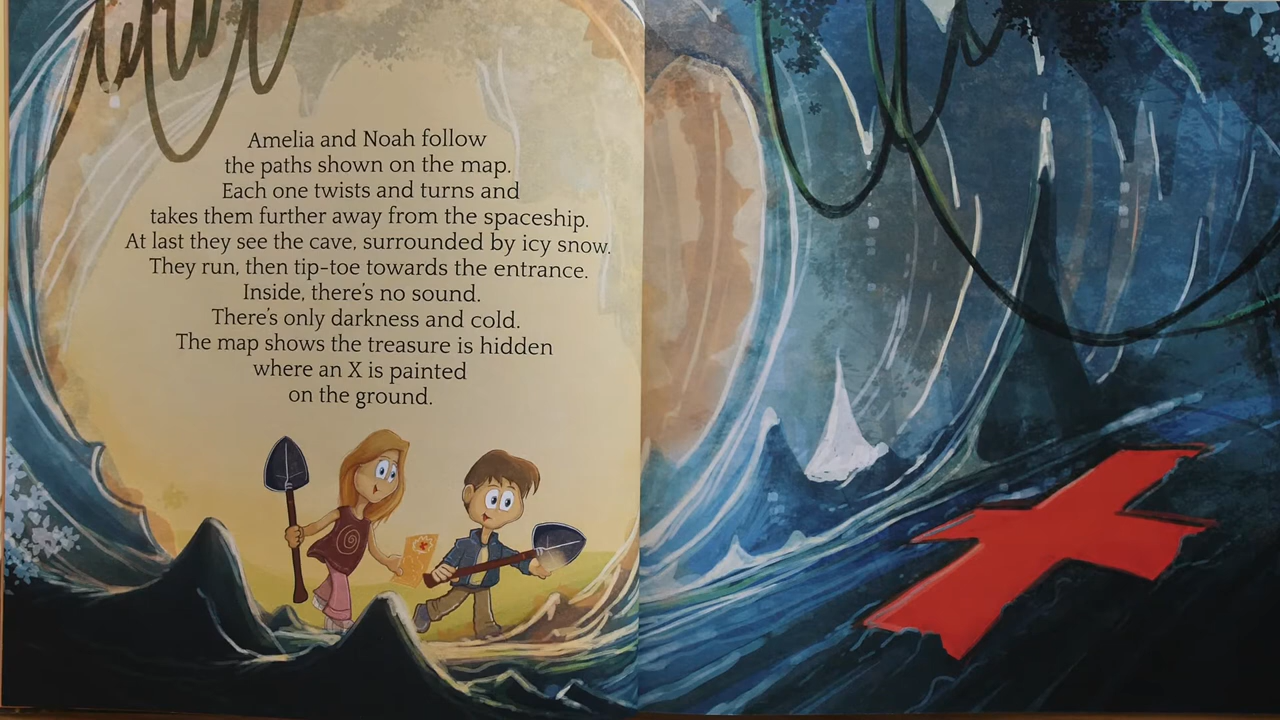 Amelia and Noah follow
the paths shown on the map.
Each one twists and turns and
takes them further away from the spaceship.
At last they see the cave, surrounded by icy snow.
They run, then tip-toe towards the entrance.
Inside, there's no sound.
There's only darkness and cold.
The map shows the treasure is hidden
where an X is painted
on the ground.